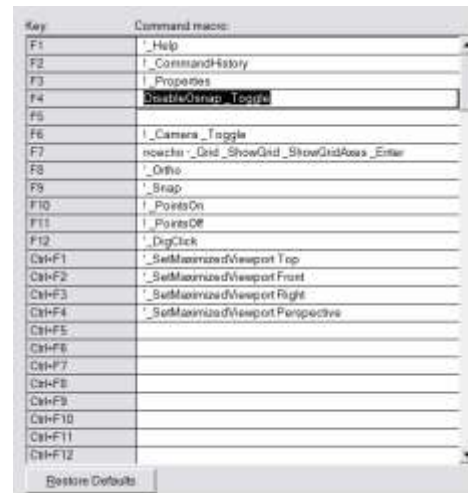 Key Command macro:
F1 '_Help
F2 !_CommandHistory
F3 !_Properties
F4 DisableOsnap _Toggle
F5
F6 !_Camera _Toggle
F7 noecho -_Grid _ShowGrid _ShowGridAxes _Enter
F8 '_Ortho
F9 '_Snap
F10 !_PointsOn
F11 !_PointsOff
F12 '_DigClick
Ctrl+F1 '_SetMaximizedViewport Top
Ctrl+F2 '_SetMaximizedViewport Front
Ctrl+F3 '_SetMaximizedViewport Right
Ctrl+F4 '_SetMaximizedViewport Perspective
Ctrl+F5
Ctrl+F6
Ctrl+F7
Ctrl+F8
Ctrl+F9
Ctrl+F10
Ctrl+F11
Ctrl+F12
Restore Defaults